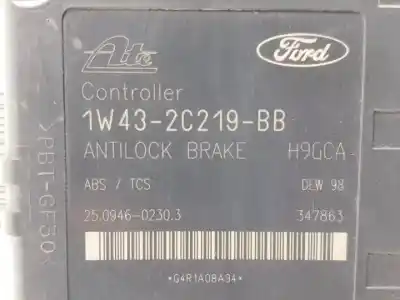 Ate Ford
Controller
1W43-2C219-BB
ANTILOCK BRAKE H9GCA
ABS / TCS DEW 98
25.0946-0230.3 347863
*G4R1A08A94*
>PBT-GF30<